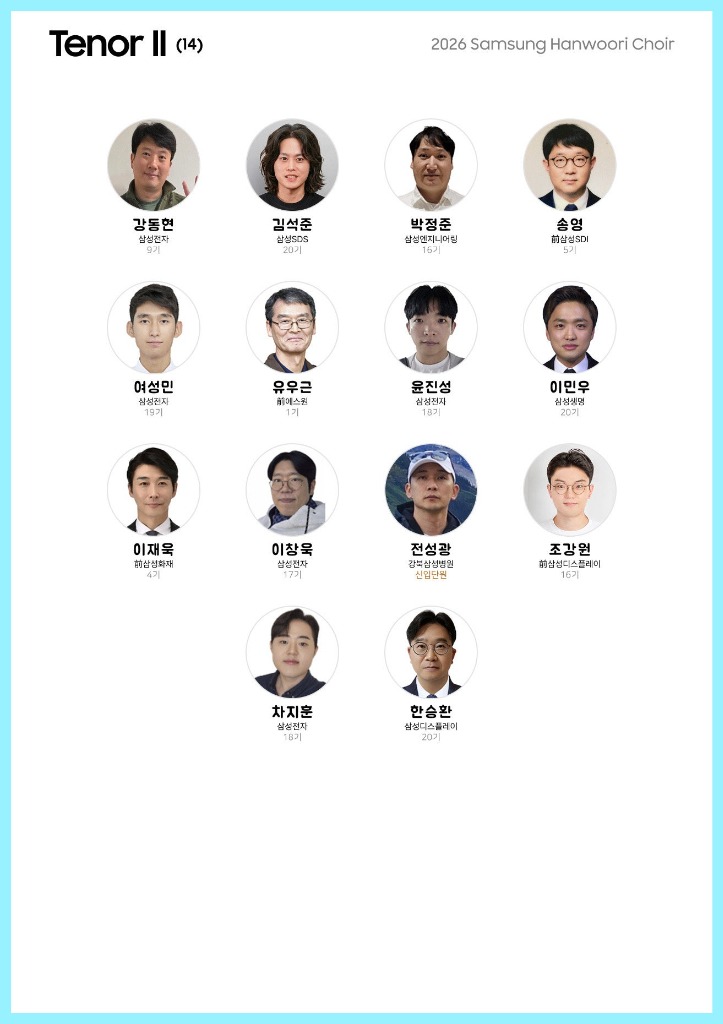 Tenor II (14)
2026 Samsung Hanwoori Choir
강동현
삼성전자
9기
김석준
삼성SDS
20기
박정준
삼성엔지니어링
16기
송영
前삼성SDI
5기
여성민
삼성전자
19기
유우근
前에스원
1기
윤진성
삼성전자
18기
이민우
삼성생명
20기
이재욱
前삼성화재
4기
이창욱
삼성전자
17기
전성광
강북삼성병원
신입단원
조강원
前삼성디스플레이
16기
차지훈
삼성전자
18기
한승환
삼성디스플레이
20기